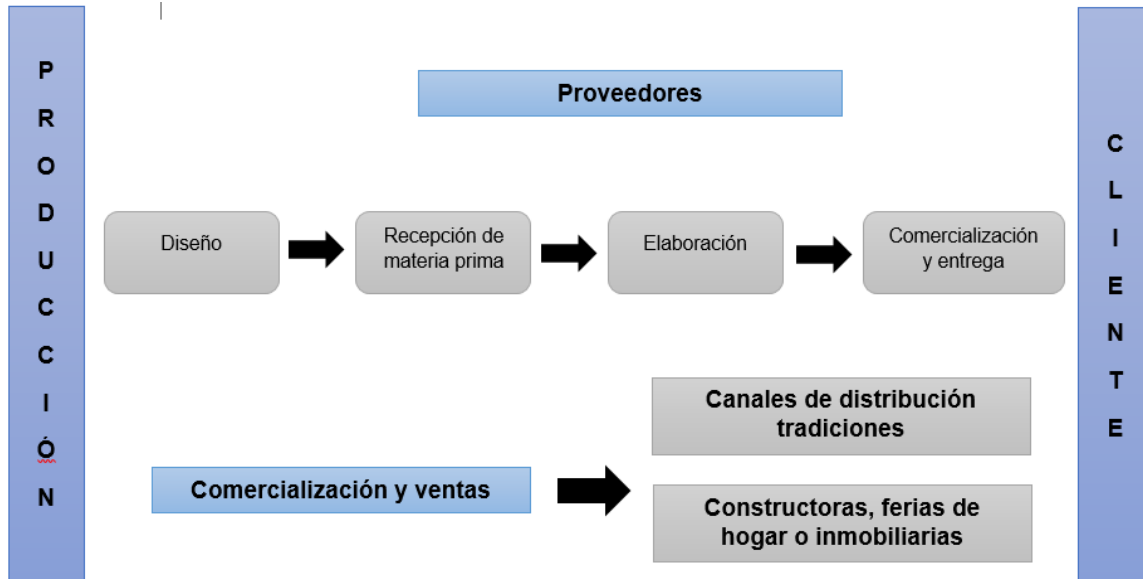 PRODUCCIÓN
Proveedores
Diseño
Recepción de
materia prima
Elaboración
Comercialización
y entrega
Canales de distribución
tradiciones
Comercialización y ventas
Constructoras, ferias de
hogar o inmobiliarias
CLIENTE